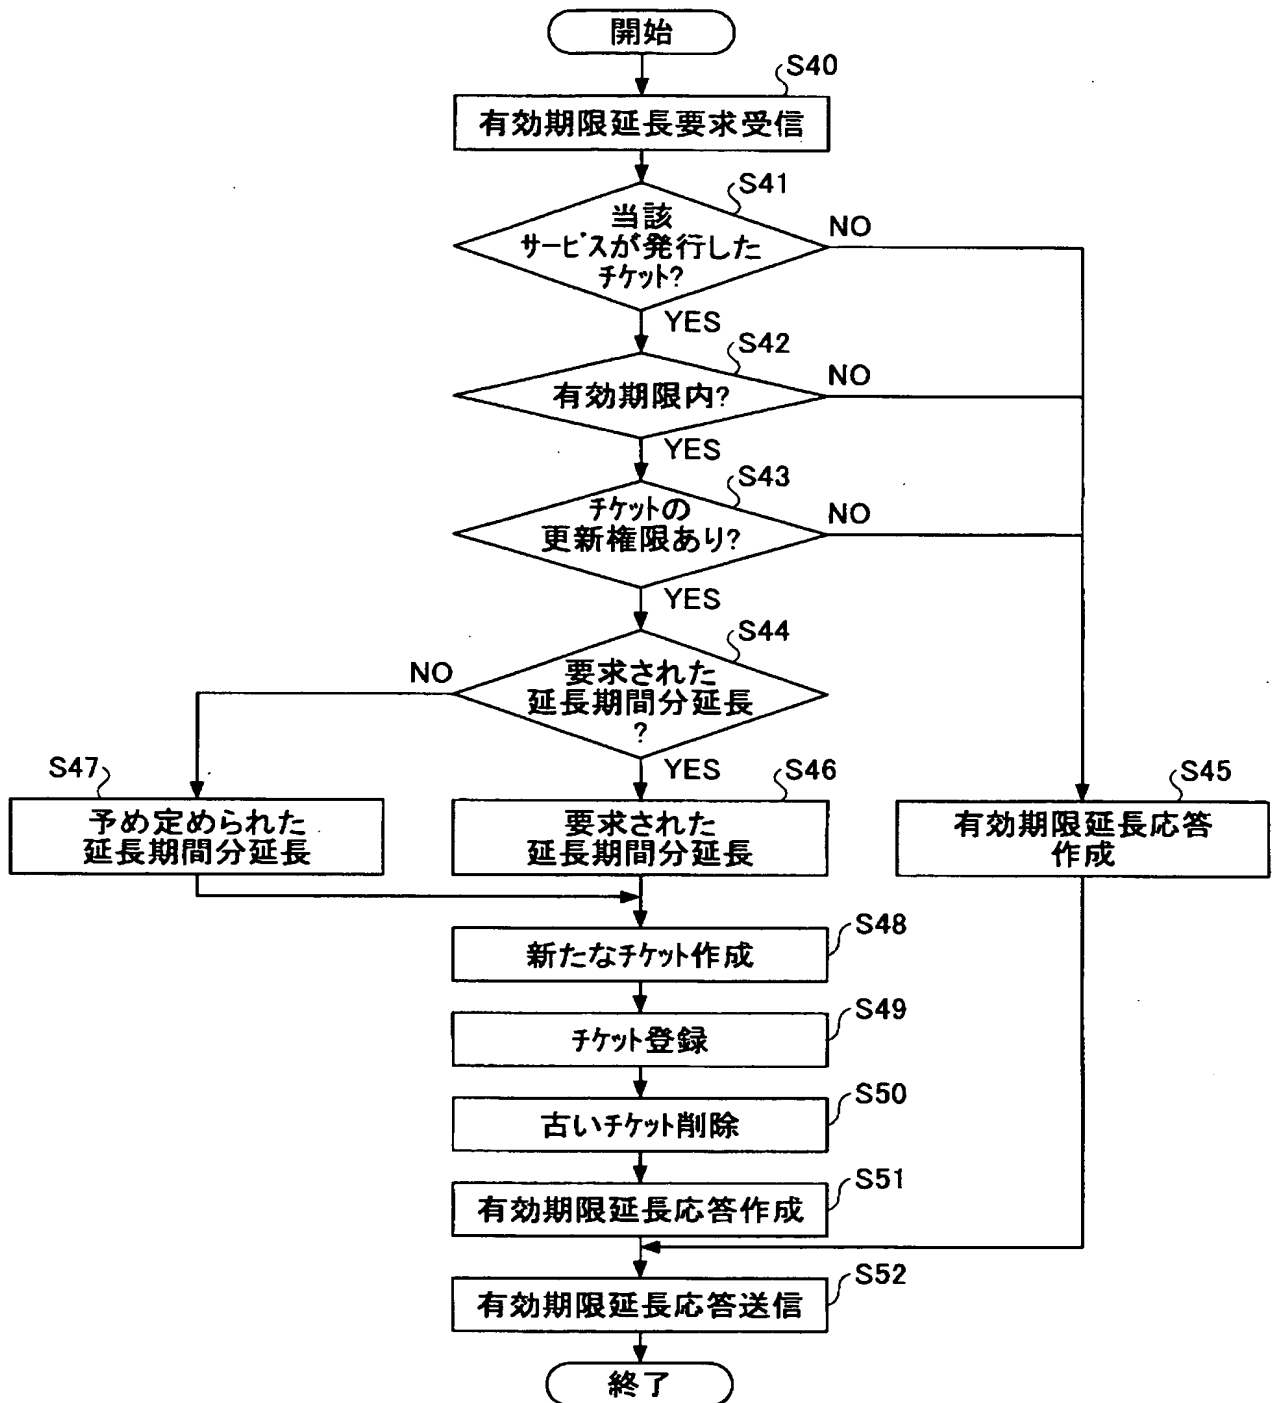 開始
S40
有効期限延長要求受信
S41
当該
サービスが発行した
チケット?
NO
YES
S42
有効期限内?
NO
YES
S43
チケットの
更新権限あり?
NO
YES
S44
要求された
延長期間分延長
?
NO
YES
S47
予め定められた
延長期間分延長
S46
要求された
延長期間分延長
S45
有効期限延長応答
作成
S48
新たなチケット作成
S49
チケット登録
S50
古いチケット削除
S51
有効期限延長応答作成
S52
有効期限延長応答送信
終了